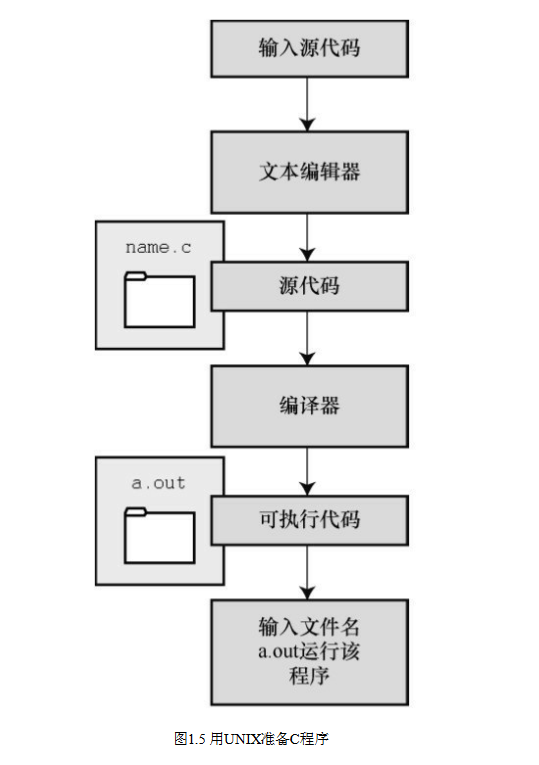 输入源代码
文本编辑器
name.c
源代码
编译器
a.out
可执行代码
输入文件名
a.out运行该
程序
图1.5 用UNIX准备C程序